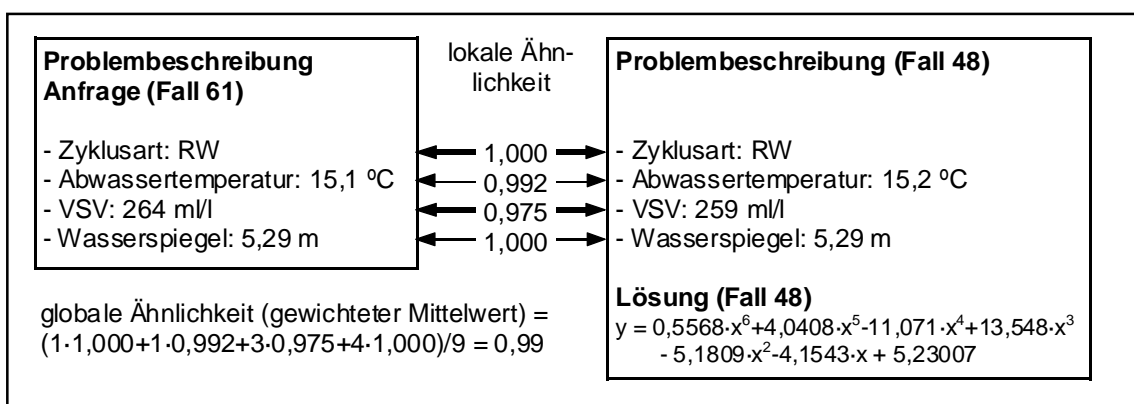 Problembeschreibung
Anfrage (Fall 61)
- Zyklusart: RW
- Abwassertemperatur: 15,1 ºC
- VSV: 264 ml/l
- Wasserspiegel: 5,29 m
lokale Ähn-
lichkeit
1,000
0,992
0,975
1,000
Problembeschreibung (Fall 48)
- Zyklusart: RW
- Abwassertemperatur: 15,2 ºC
- VSV: 259 ml/l
- Wasserspiegel: 5,29 m
Lösung (Fall 48)
y = 0,5568·x⁶+4,0408·x⁵-11,071·x⁴+13,548·x³
- 5,1809·x²-4,1543·x + 5,23007
globale Ähnlichkeit (gewichteter Mittelwert) =
(1·1,000+1·0,992+3·0,975+4·1,000)/9 = 0,99